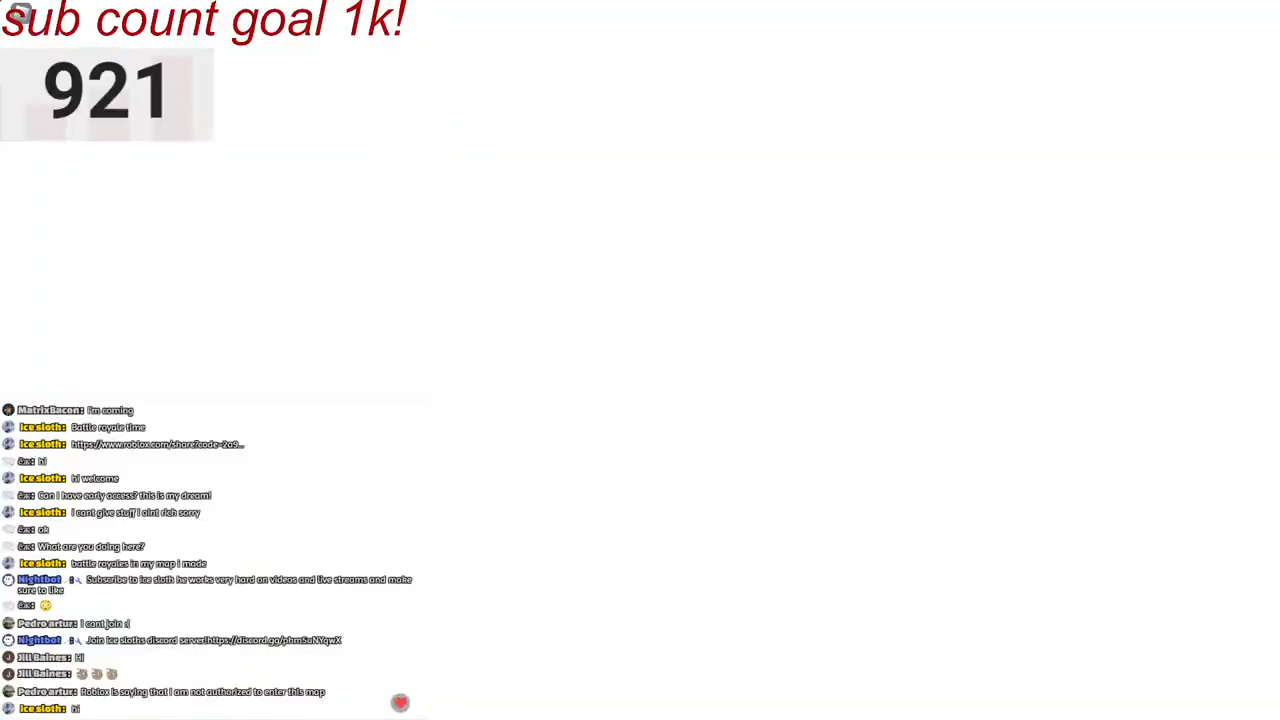 sub count goal 1k!
921
MatrixBacon: I'm coming
Ice sloth: Battle royale time
Ice sloth: https://www.roblox.com/share?code=2a9...
hi
Ice sloth: hi welcome
Can I have early access? this is my dream!
Ice sloth: I cant give stuff I aint rich sorry
ok
What are you doing here?
Ice sloth: battle royales in my map I made
Nightbot: Subscribe to ice sloth he works very hard on videos and live streams and make
sure to like
😳
Pedro artur: I cant join :(
Nightbot: Join ice sloths discord server!https://discord.gg/phmSuNYqwX
Jill Baines: Hi
Jill Baines: 🦥🦥🦥
Pedro artur: Roblox is saying that I am not authorized to enter this map
Ice sloth: hi